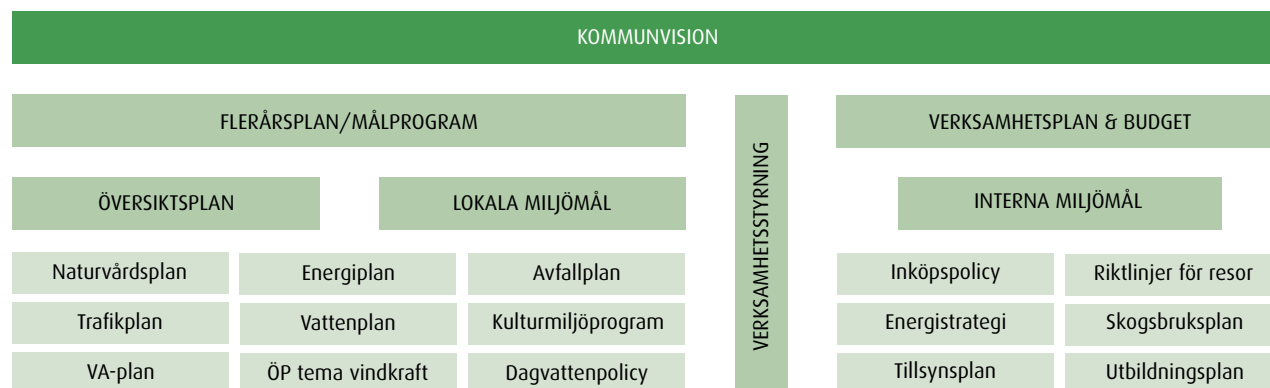 KOMMUNVISION
FLERÅRSPLAN/MÅLPROGRAM
ÖVERSIKTSPLAN
LOKALA MILJÖMÅL
Naturvårdsplan
Energiplan
Avfallplan
Trafikplan
Vattenplan
Kulturmiljöprogram
VA-plan
ÖP tema vindkraft
Dagvattenpolicy
VERKSAMHETSSTYRNING
VERKSAMHETSPLAN & BUDGET
INTERNA MILJÖMÅL
Inköpspolicy
Riktlinjer för resor
Energistrategi
Skogsbruksplan
Tillsynsplan
Utbildningsplan